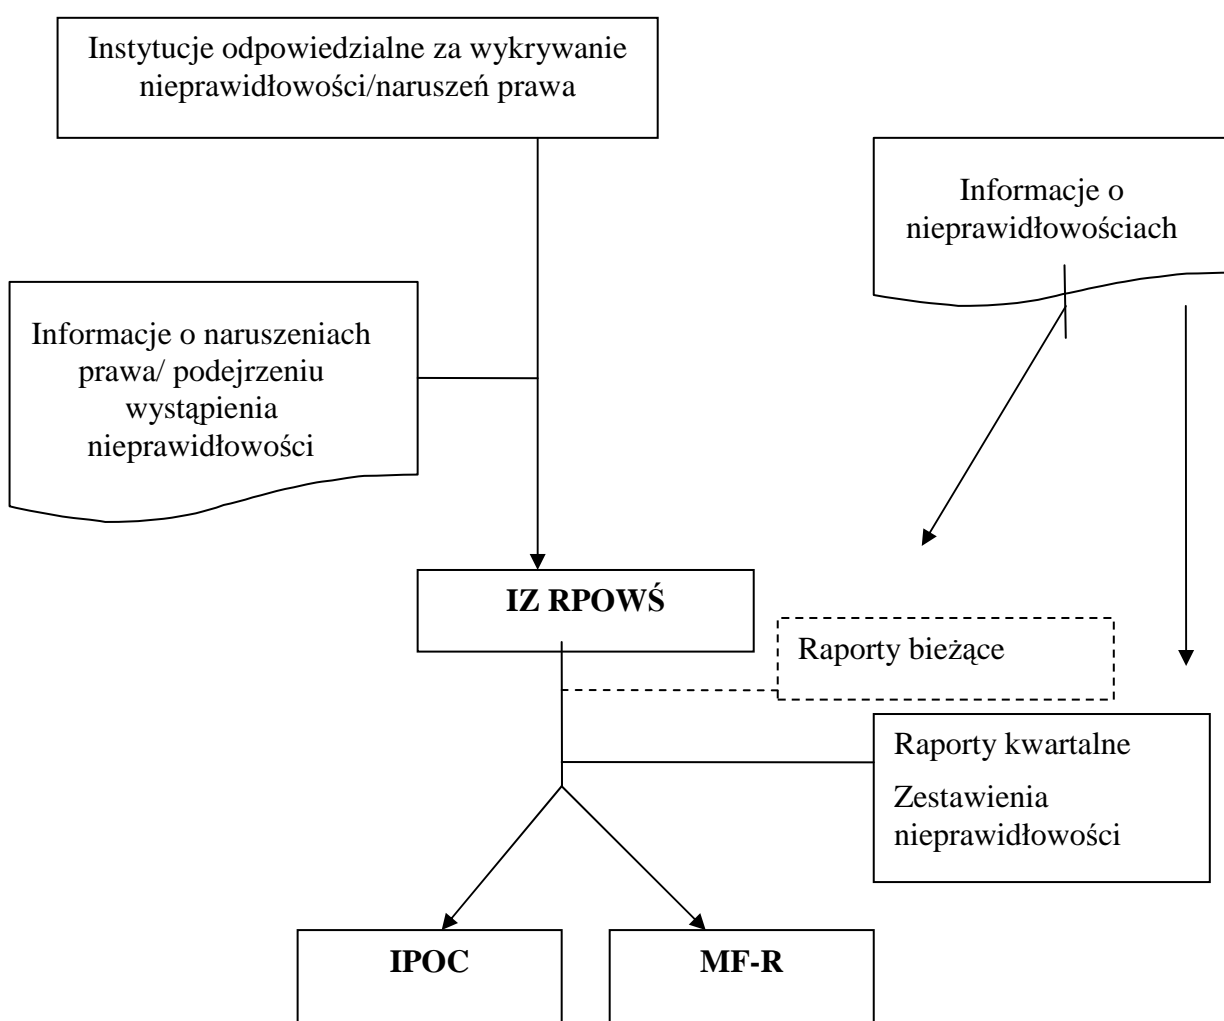 Instytucje odpowiedzialne za wykrywanie
nieprawidłowości/naruszeń prawa
Informacje o
nieprawidłowościach
Informacje o naruszeniach
prawa/ podejrzeniu
wystąpienia
nieprawidłowości
IZ RPOWŚ
Raporty bieżące
Raporty kwartalne
Zestawienia
nieprawidłowości
IPOC
MF-R